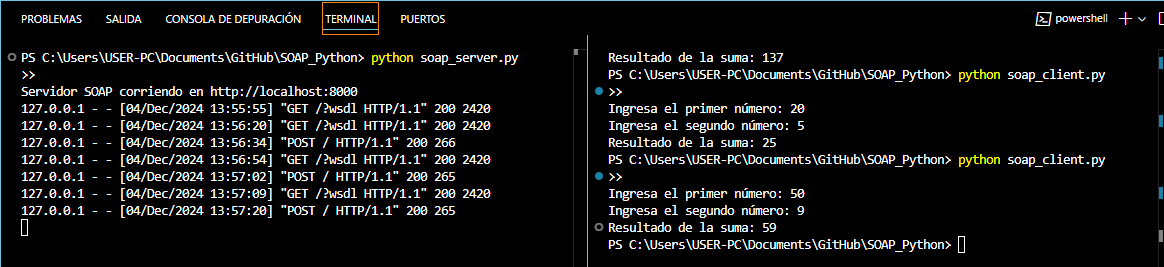 PROBLEMAS SALIDA CONSOLA DE DEPURACIÓN TERMINAL PUERTOS powershell
PS C:\Users\USER-PC\Documents\GitHub\SOAP_Python> python soap_server.py
>>
Servidor SOAP corriendo en http://localhost:8000
127.0.0.1 - - [04/Dec/2024 13:55:55] "GET /?wsdl HTTP/1.1" 200 2420
127.0.0.1 - - [04/Dec/2024 13:56:20] "GET /?wsdl HTTP/1.1" 200 2420
127.0.0.1 - - [04/Dec/2024 13:56:34] "POST / HTTP/1.1" 200 266
127.0.0.1 - - [04/Dec/2024 13:56:54] "GET /?wsdl HTTP/1.1" 200 2420
127.0.0.1 - - [04/Dec/2024 13:57:02] "POST / HTTP/1.1" 200 265
127.0.0.1 - - [04/Dec/2024 13:57:09] "GET /?wsdl HTTP/1.1" 200 2420
127.0.0.1 - - [04/Dec/2024 13:57:20] "POST / HTTP/1.1" 200 265
Resultado de la suma: 137
PS C:\Users\USER-PC\Documents\GitHub\SOAP_Python> python soap_client.py
>>
Ingresa el primer número: 20
Ingresa el segundo número: 5
Resultado de la suma: 25
PS C:\Users\USER-PC\Documents\GitHub\SOAP_Python> python soap_client.py
>>
Ingresa el primer número: 50
Ingresa el segundo número: 9
Resultado de la suma: 59
PS C:\Users\USER-PC\Documents\GitHub\SOAP_Python>